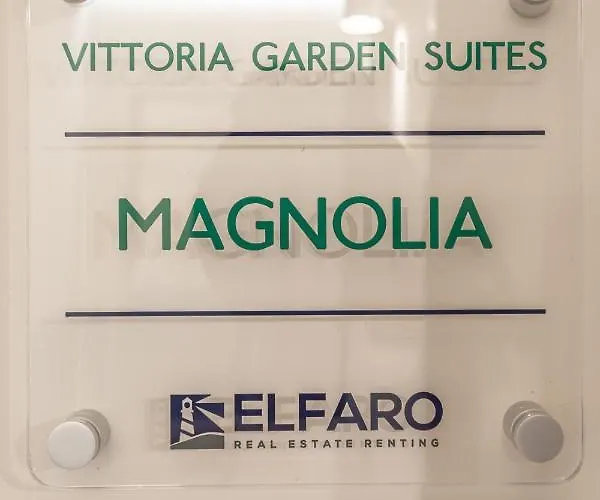 VITTORIA GARDEN SUITES
MAGNOLIA
ELFARO
REAL ESTATE RENTING